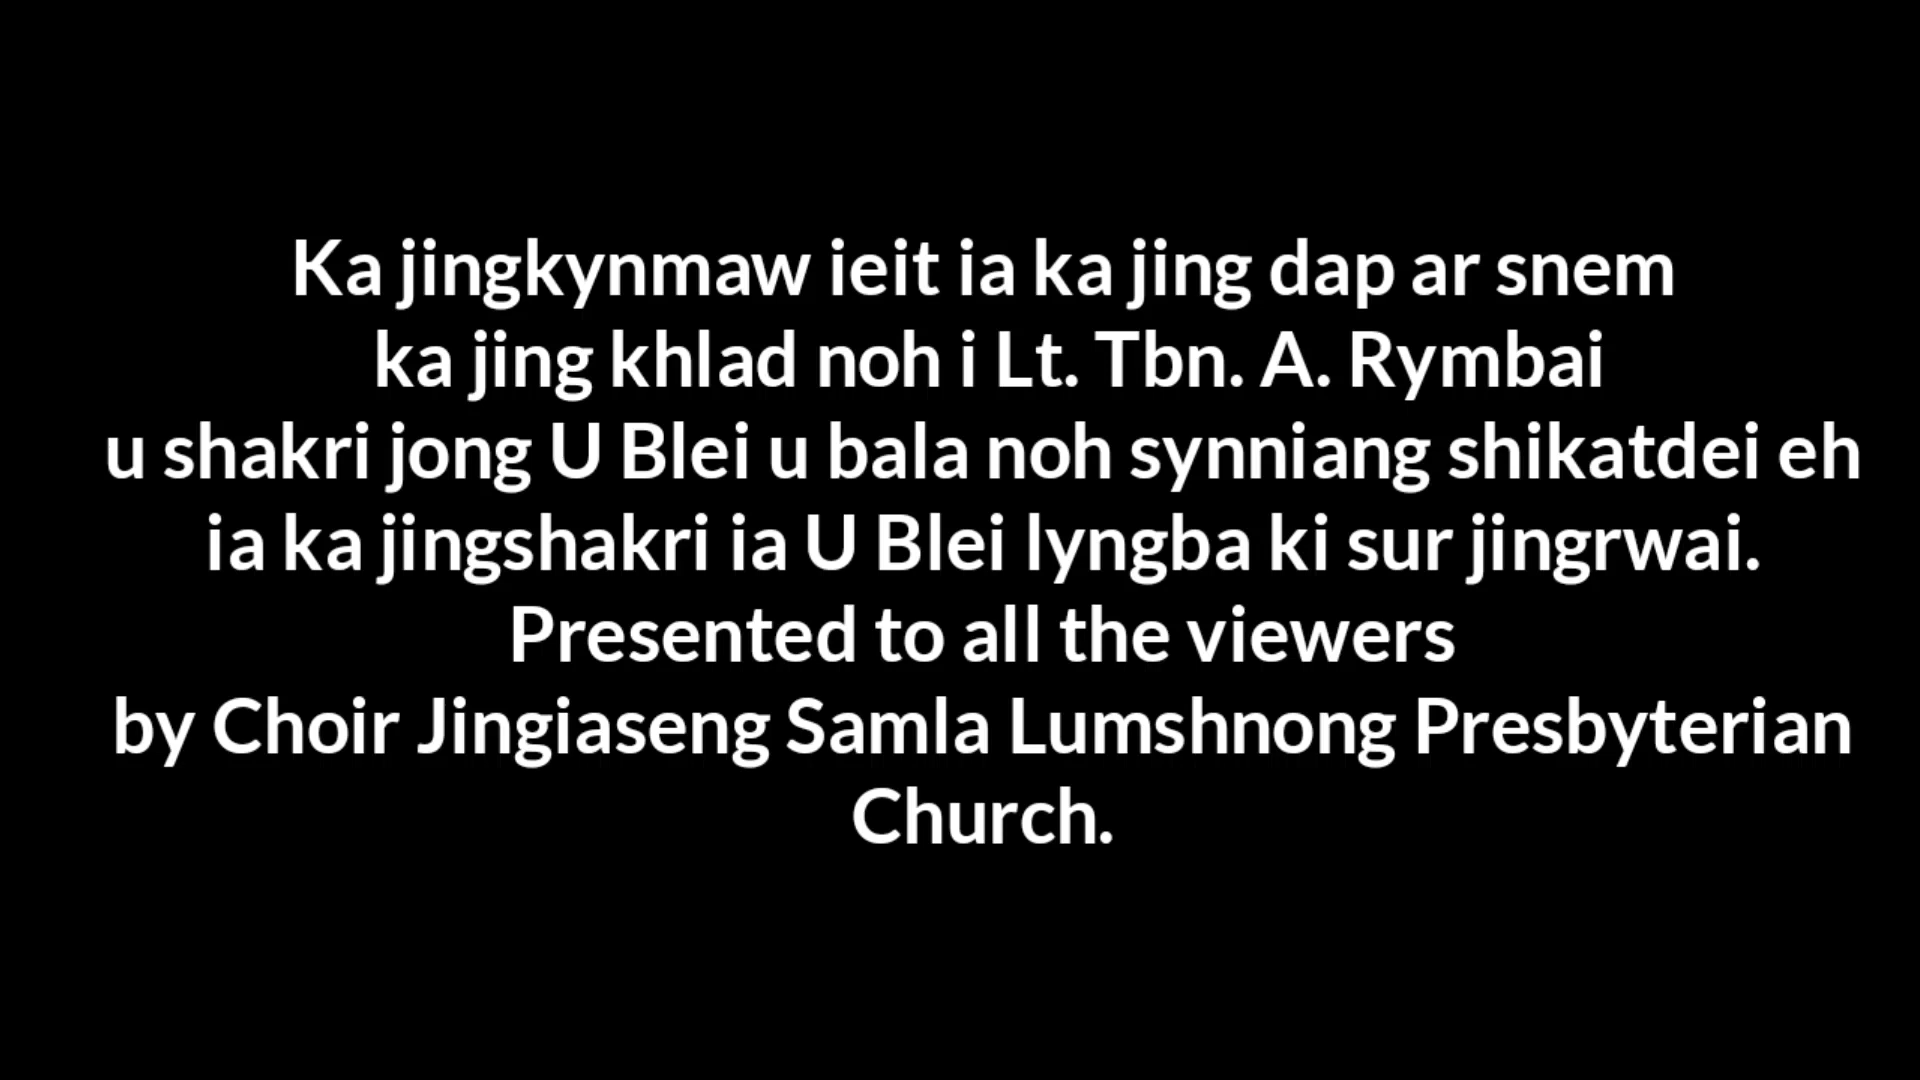 Ka jingkynmaw ieit ia ka jing dap ar snem
ka jing khlad noh i Lt. Tbn. A. Rymbai
u shakri jong U Blei u bala noh synniang shikatdei eh
ia ka jingshakri ia U Blei lyngba ki sur jingrwai.
Presented to all the viewers
by Choir Jingiaseng Samla Lumshnong Presbyterian
Church.